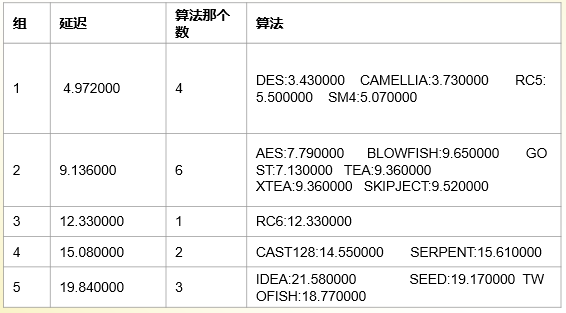 组 延迟 算法那个
数 算法
1 4.972000 4 DES:3.430000 CAMELLIA:3.730000 RC5:
5.500000 SM4:5.070000
2 9.136000 6 AES:7.790000 BLOWFISH:9.650000 GO
ST:7.130000 TEA:9.360000
XTEA:9.360000 SKIPJECT:9.520000
3 12.330000 1 RC6:12.330000
4 15.080000 2 CAST128:14.550000 SERPENT:15.610000
5 19.840000 3 IDEA:21.580000 SEED:19.170000 TW
OFISH:18.770000